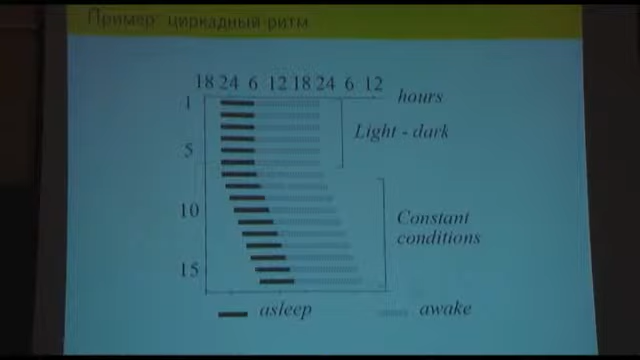 Пример: циркадный ритм
18 24 6 12 18 24 6 12
hours
1
Light - dark
5
10
Constant
conditions
15
asleep
awake